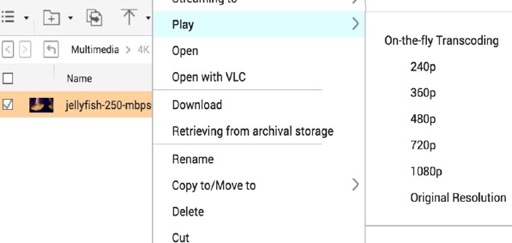 Streaming to
Play
Multimedia
4K
Open
Name
Open with VLC
jellyfish-250-mbps
Download
Retrieving from archival storage
Rename
Copy to/Move to
Delete
Cut
On-the-fly Transcoding
240p
360p
480p
720p
1080p
Original Resolution